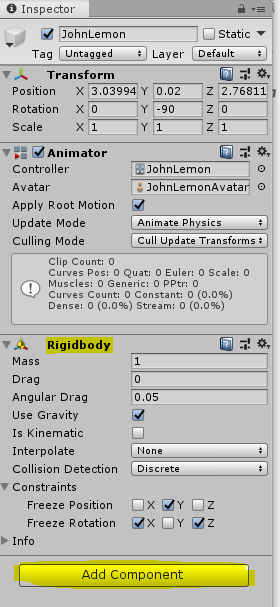 Inspector
JohnLemon Static
Tag Untagged Layer Default
Transform
Position X 3.03994 Y 0.02 Z 2.76811
Rotation X 0 Y -90 Z 0
Scale X 1 Y 1 Z 1
Animator
Controller JohnLemon
Avatar JohnLemonAvatar
Apply Root Motion
Update Mode Animate Physics
Culling Mode Cull Update Transforms
Clip Count: 0
Curves Pos: 0 Quat: 0 Euler: 0 Scale: 0
Muscles: 0 Generic: 0 PPtr: 0
Curves Count: 0 Constant: 0 (0.0%)
Dense: 0 (0.0%) Stream: 0 (0.0%)
Rigidbody
Mass 1
Drag 0
Angular Drag 0.05
Use Gravity
Is Kinematic
Interpolate None
Collision Detection Discrete
Constraints
Freeze Position X Y Z
Freeze Rotation X Y Z
Info
Add Component